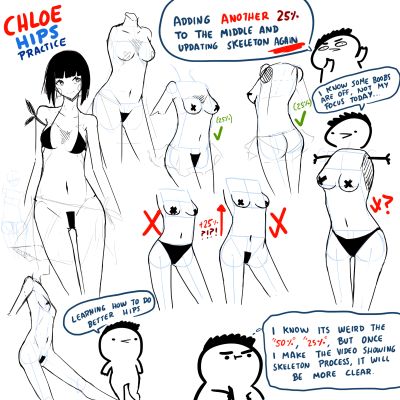 CHLOE
HIPS
PRACTICE
ADDING ANOTHER 25%
TO THE MIDDLE AND
UPDATING SKELETON AGAIN
I KNOW SOME BOOBS
ARE OFF, NOT MY
FOCUS TODAY...
(25%)
(25%)
+25%
?!?!
?
LEARNING HOW TO DO
BETTER HIPS
I KNOW ITS WEIRD THE
"50%", "25%", BUT ONCE
I MAKE THE VIDEO SHOWING
SKELETON PROCESS, IT WILL
BE MORE CLEAR.